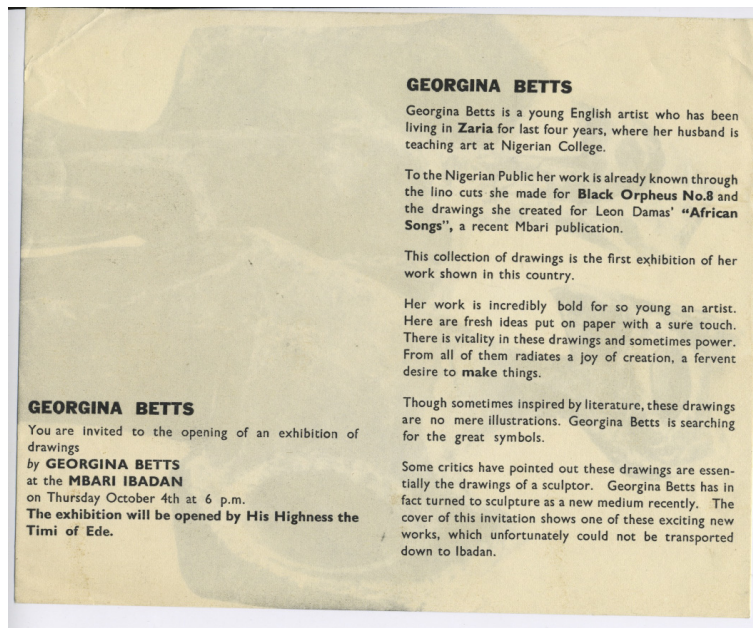 GEORGINA BETTS
You are invited to the opening of an exhibition of
drawings
by GEORGINA BETTS
at the MBARI IBADAN
on Thursday October 4th at 6 p.m.
The exhibition will be opened by His Highness the
Timi of Ede.
GEORGINA BETTS
Georgina Betts is a young English artist who has been
living in Zaria for last four years, where her husband is
teaching art at Nigerian College.
To the Nigerian Public her work is already known through
the lino cuts she made for Black Orpheus No.8 and
the drawings she created for Leon Damas' “African
Songs”, a recent Mbari publication.
This collection of drawings is the first exhibition of her
work shown in this country.
Her work is incredibly bold for so young an artist.
Here are fresh ideas put on paper with a sure touch.
There is vitality in these drawings and sometimes power.
From all of them radiates a joy of creation, a fervent
desire to make things.
Though sometimes inspired by literature, these drawings
are no mere illustrations. Georgina Betts is searching
for the great symbols.
Some critics have pointed out these drawings are essen-
tially the drawings of a sculptor. Georgina Betts has in
fact turned to sculpture as a new medium recently. The
cover of this invitation shows one of these exciting new
works, which unfortunately could not be transported
down to Ibadan.